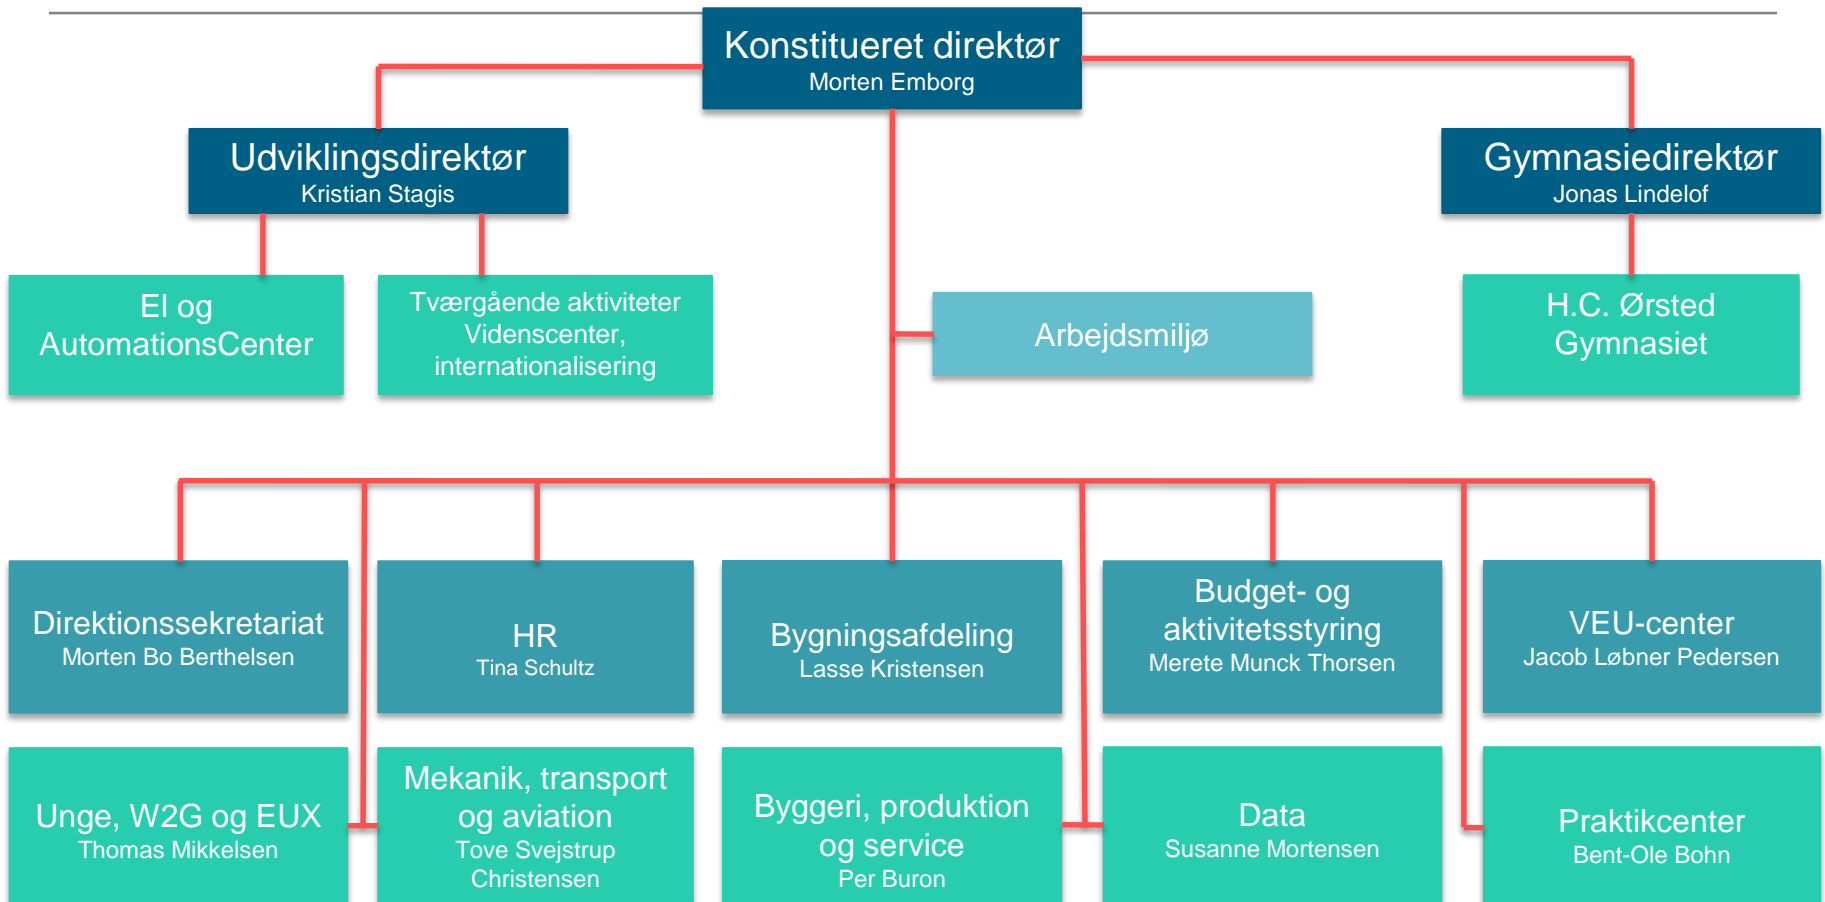 Konstitueret direktør
Morten Emborg
Udviklingsdirektør
Kristian Stagis
Gymnasiedirektør
Jonas Lindelof
El og
AutomationsCenter
Tværgående aktiviteter
Videnscenter,
internationalisering
Arbejdsmiljø
H.C. Ørsted
Gymnasiet
Direktionssekretariat
Morten Bo Berthelsen
HR
Tina Schultz
Bygningsafdeling
Lasse Kristensen
Budget- og
aktivitetsstyring
Merete Munck Thorsen
VEU-center
Jacob Løbner Pedersen
Unge, W2G og EUX
Thomas Mikkelsen
Mekanik, transport
og aviation
Tove Svejstrup
Christensen
Byggeri, produktion
og service
Per Buron
Data
Susanne Mortensen
Praktikcenter
Bent-Ole Bohn